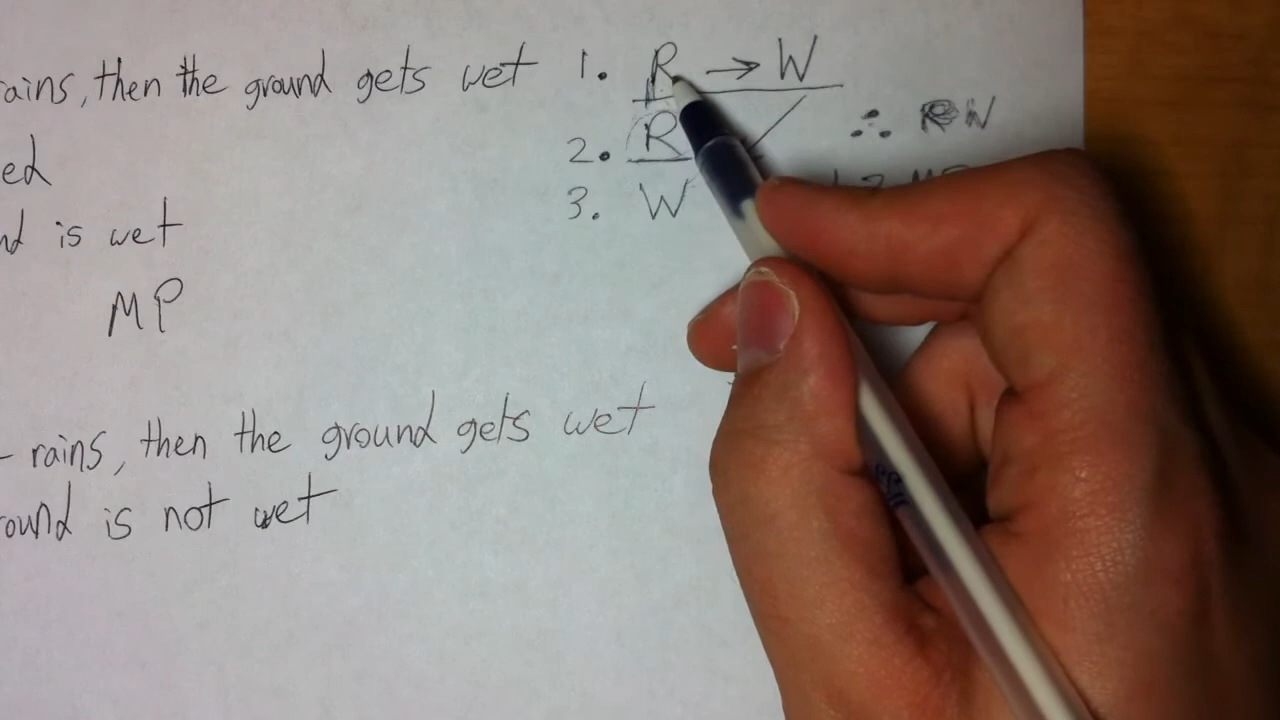 rains, then the ground gets wet 1. R → W
2. R ∴ W
ed
3. W
is wet
MP
rains, then the ground gets wet
round is not wet